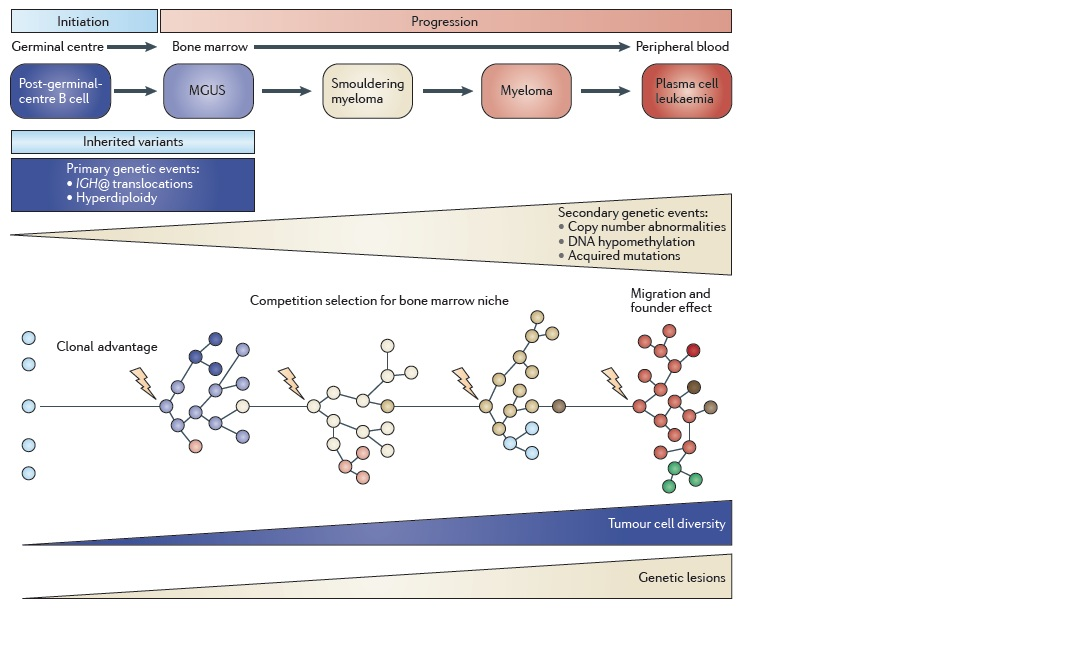 Initiation
Progression
Germinal centre
Bone marrow
Peripheral blood
Post-germinal-
centre B cell
MGUS
Smouldering
myeloma
Myeloma
Plasma cell
leukaemia
Inherited variants
Primary genetic events:
• IGH@ translocations
• Hyperdiploidy
Secondary genetic events:
• Copy number abnormalities
• DNA hypomethylation
• Acquired mutations
Competition selection for bone marrow niche
Migration and
founder effect
Clonal advantage
Tumour cell diversity
Genetic lesions